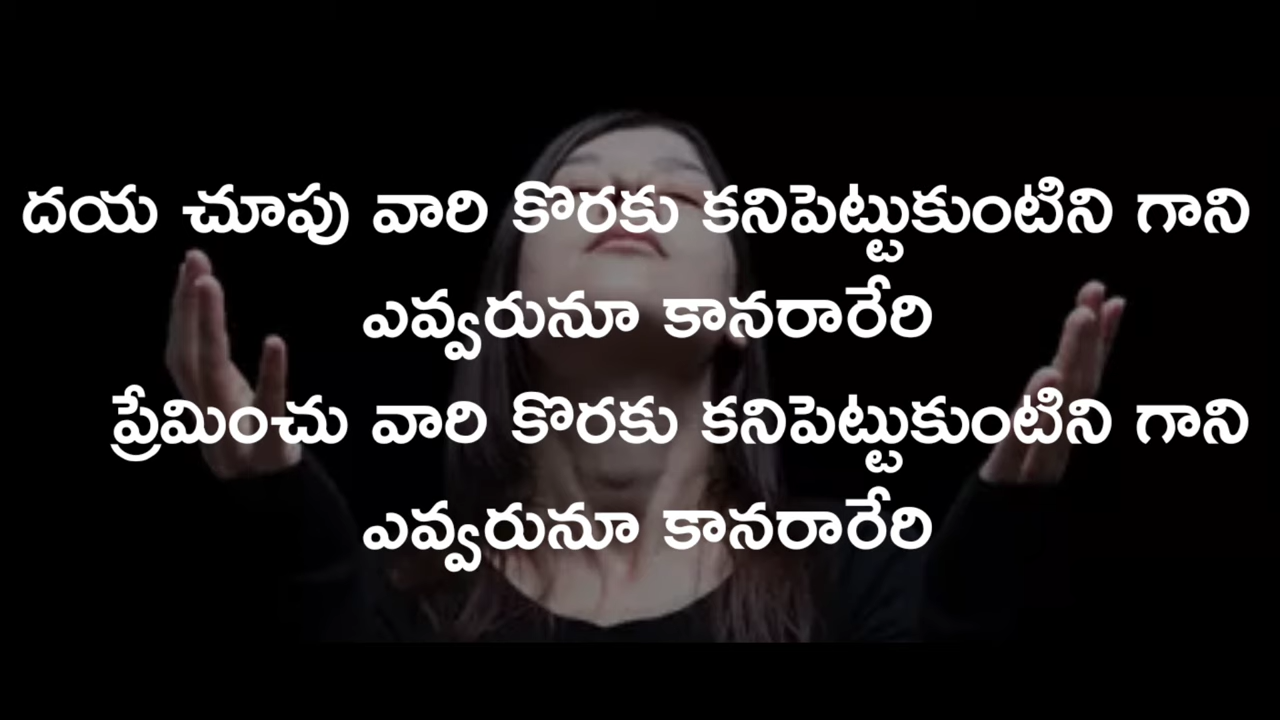 దయ చూపు వారి కొరకు కనిపెట్టుకుంటిని గాని
ఎవ్వరునూ కానరారేరి
ప్రేమించు వారి కొరకు కనిపెట్టుకుంటిని గాని
ఎవ్వరునూ కానరారేరి